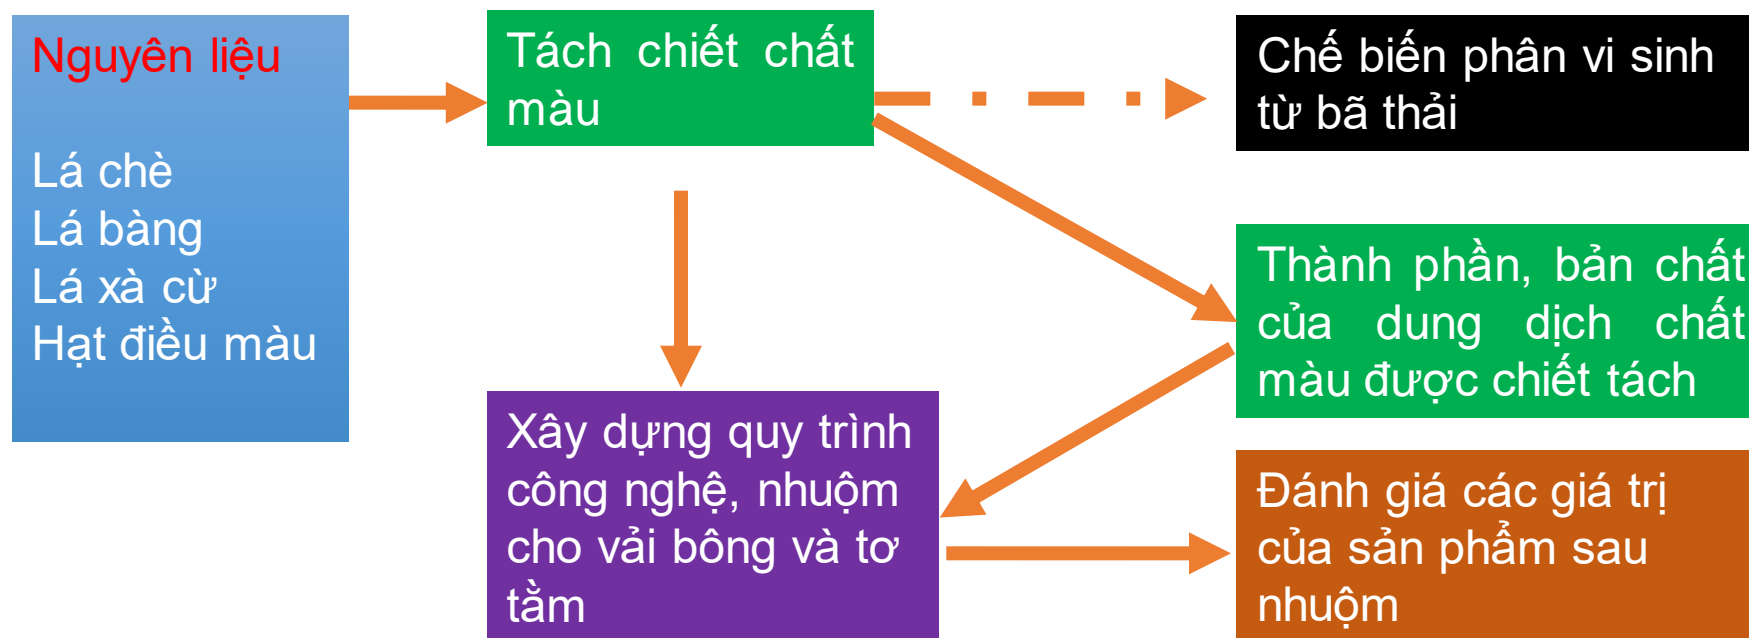 Nguyên liệu
Lá chè
Lá bàng
Lá xà cừ
Hạt điều màu
Tách chiết chất
màu
Chế biến phân vi sinh
từ bã thải
Thành phần, bản chất
của dung dịch chất
màu được chiết tách
Xây dựng quy trình
công nghệ, nhuộm
cho vải bông và tơ
tằm
Đánh giá các giá trị
của sản phẩm sau
nhuộm